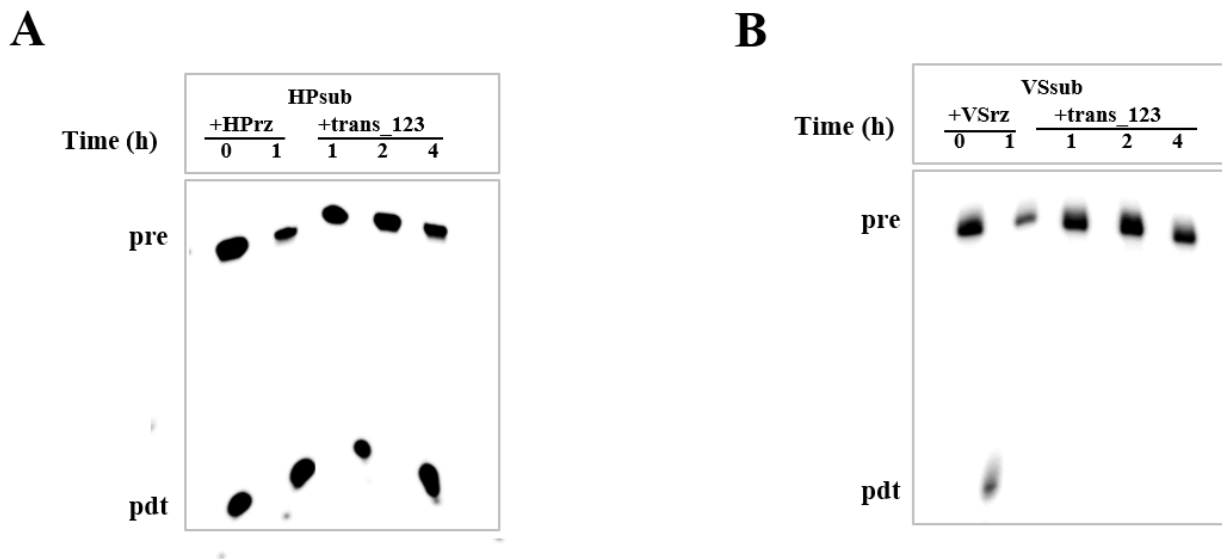 A
HPsub
+HPrz +trans_123
Time (h) 0 1 1 2 4
pre
pdt
B
VSsub
+VSrz +trans_123
Time (h) 0 1 1 2 4
pre
pdt